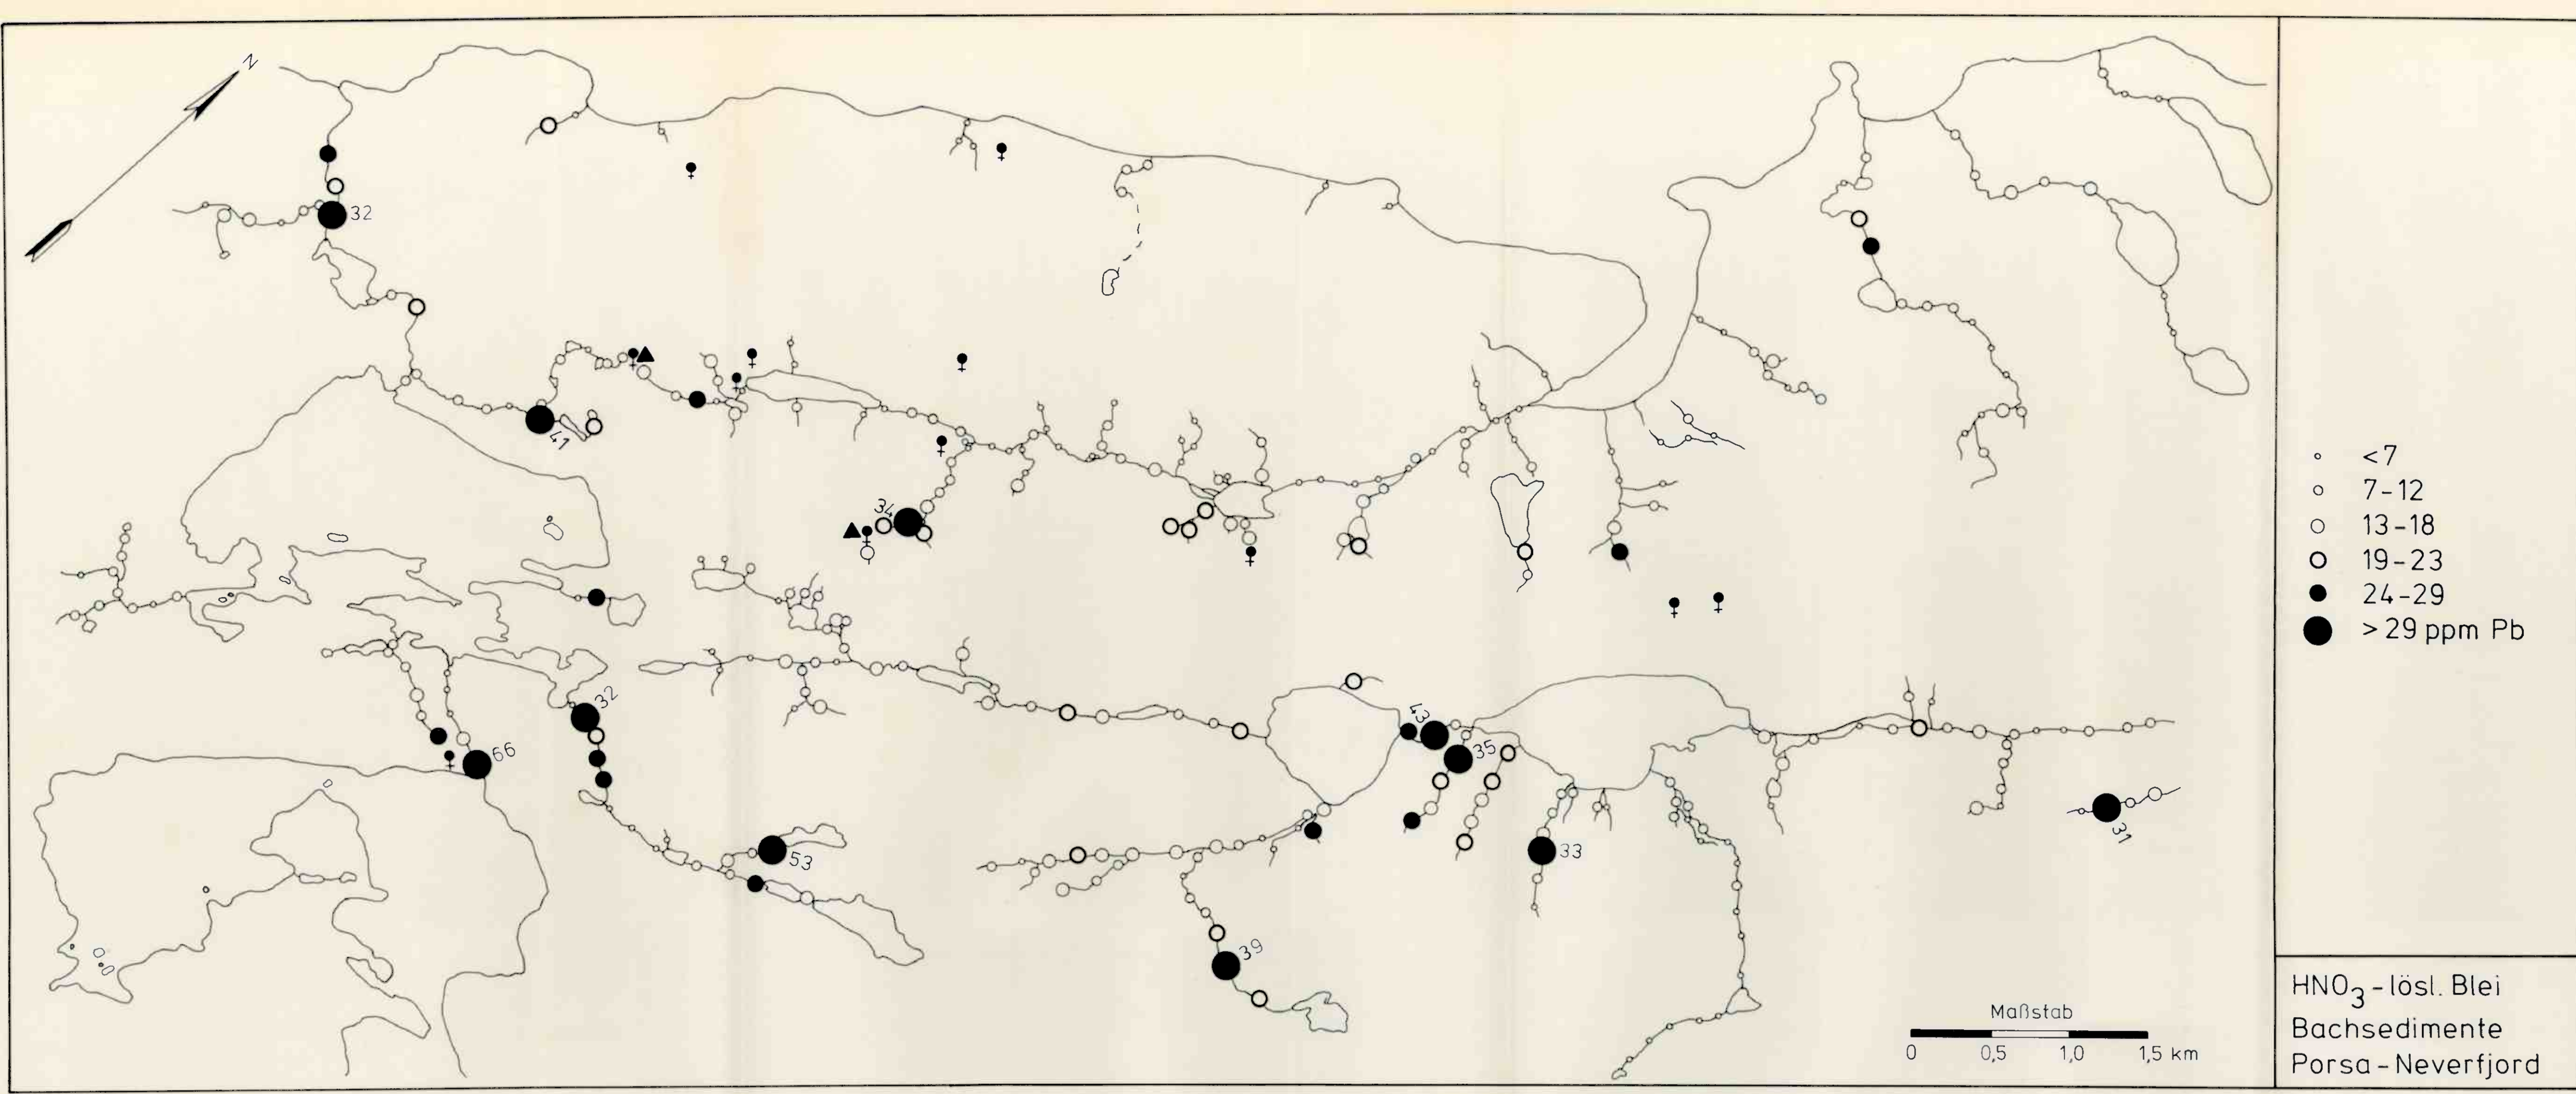 N
32
41
34
32
66
53
43
35
33
39
31
<7
7-12
13-18
19-23
24-29
> 29 ppm Pb
Maßstab
0 0,5 1,0 1,5 km
HNO3-lösl. Blei
Bachsedimente
Porsa-Neverfjord